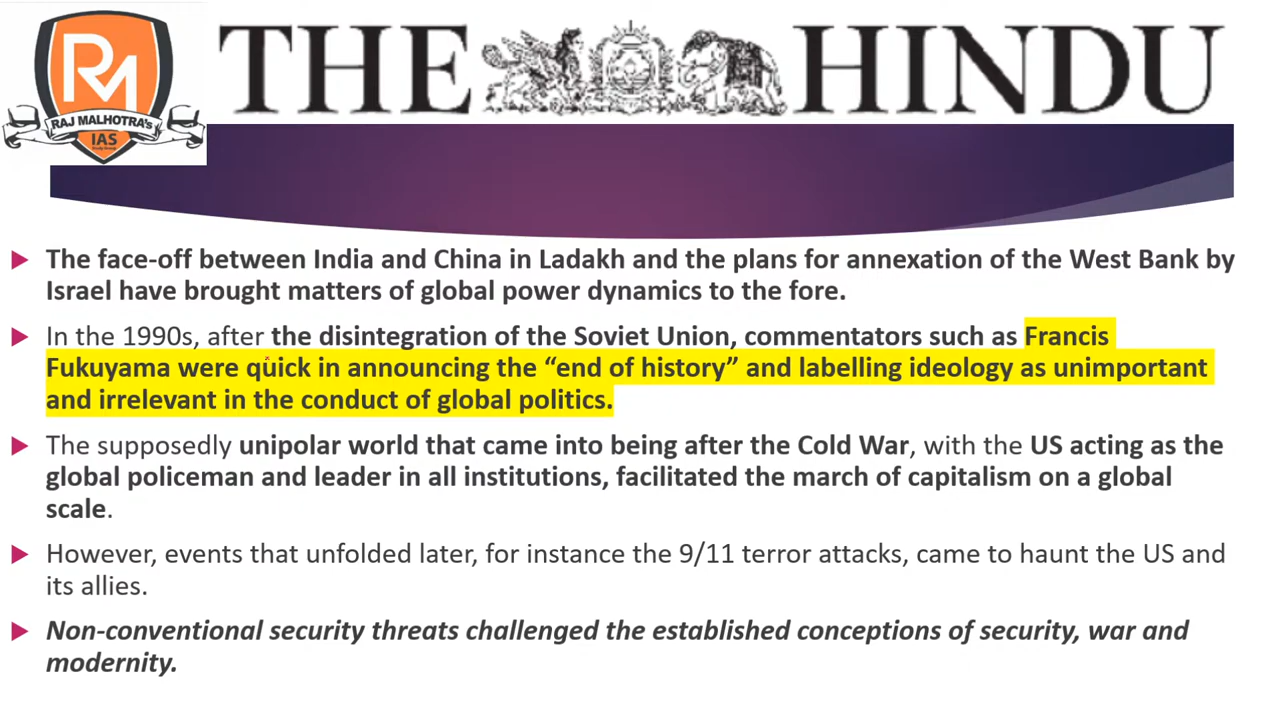 RM
RAJ MALHOTRA's
IAS
Study Group
THE HINDU
The face-off between India and China in Ladakh and the plans for annexation of the West Bank by
Israel have brought matters of global power dynamics to the fore.
In the 1990s, after the disintegration of the Soviet Union, commentators such as Francis
Fukuyama were quick in announcing the “end of history” and labelling ideology as unimportant
and irrelevant in the conduct of global politics.
The supposedly unipolar world that came into being after the Cold War, with the US acting as the
global policeman and leader in all institutions, facilitated the march of capitalism on a global
scale.
However, events that unfolded later, for instance the 9/11 terror attacks, came to haunt the US and
its allies.
Non-conventional security threats challenged the established conceptions of security, war and
modernity.